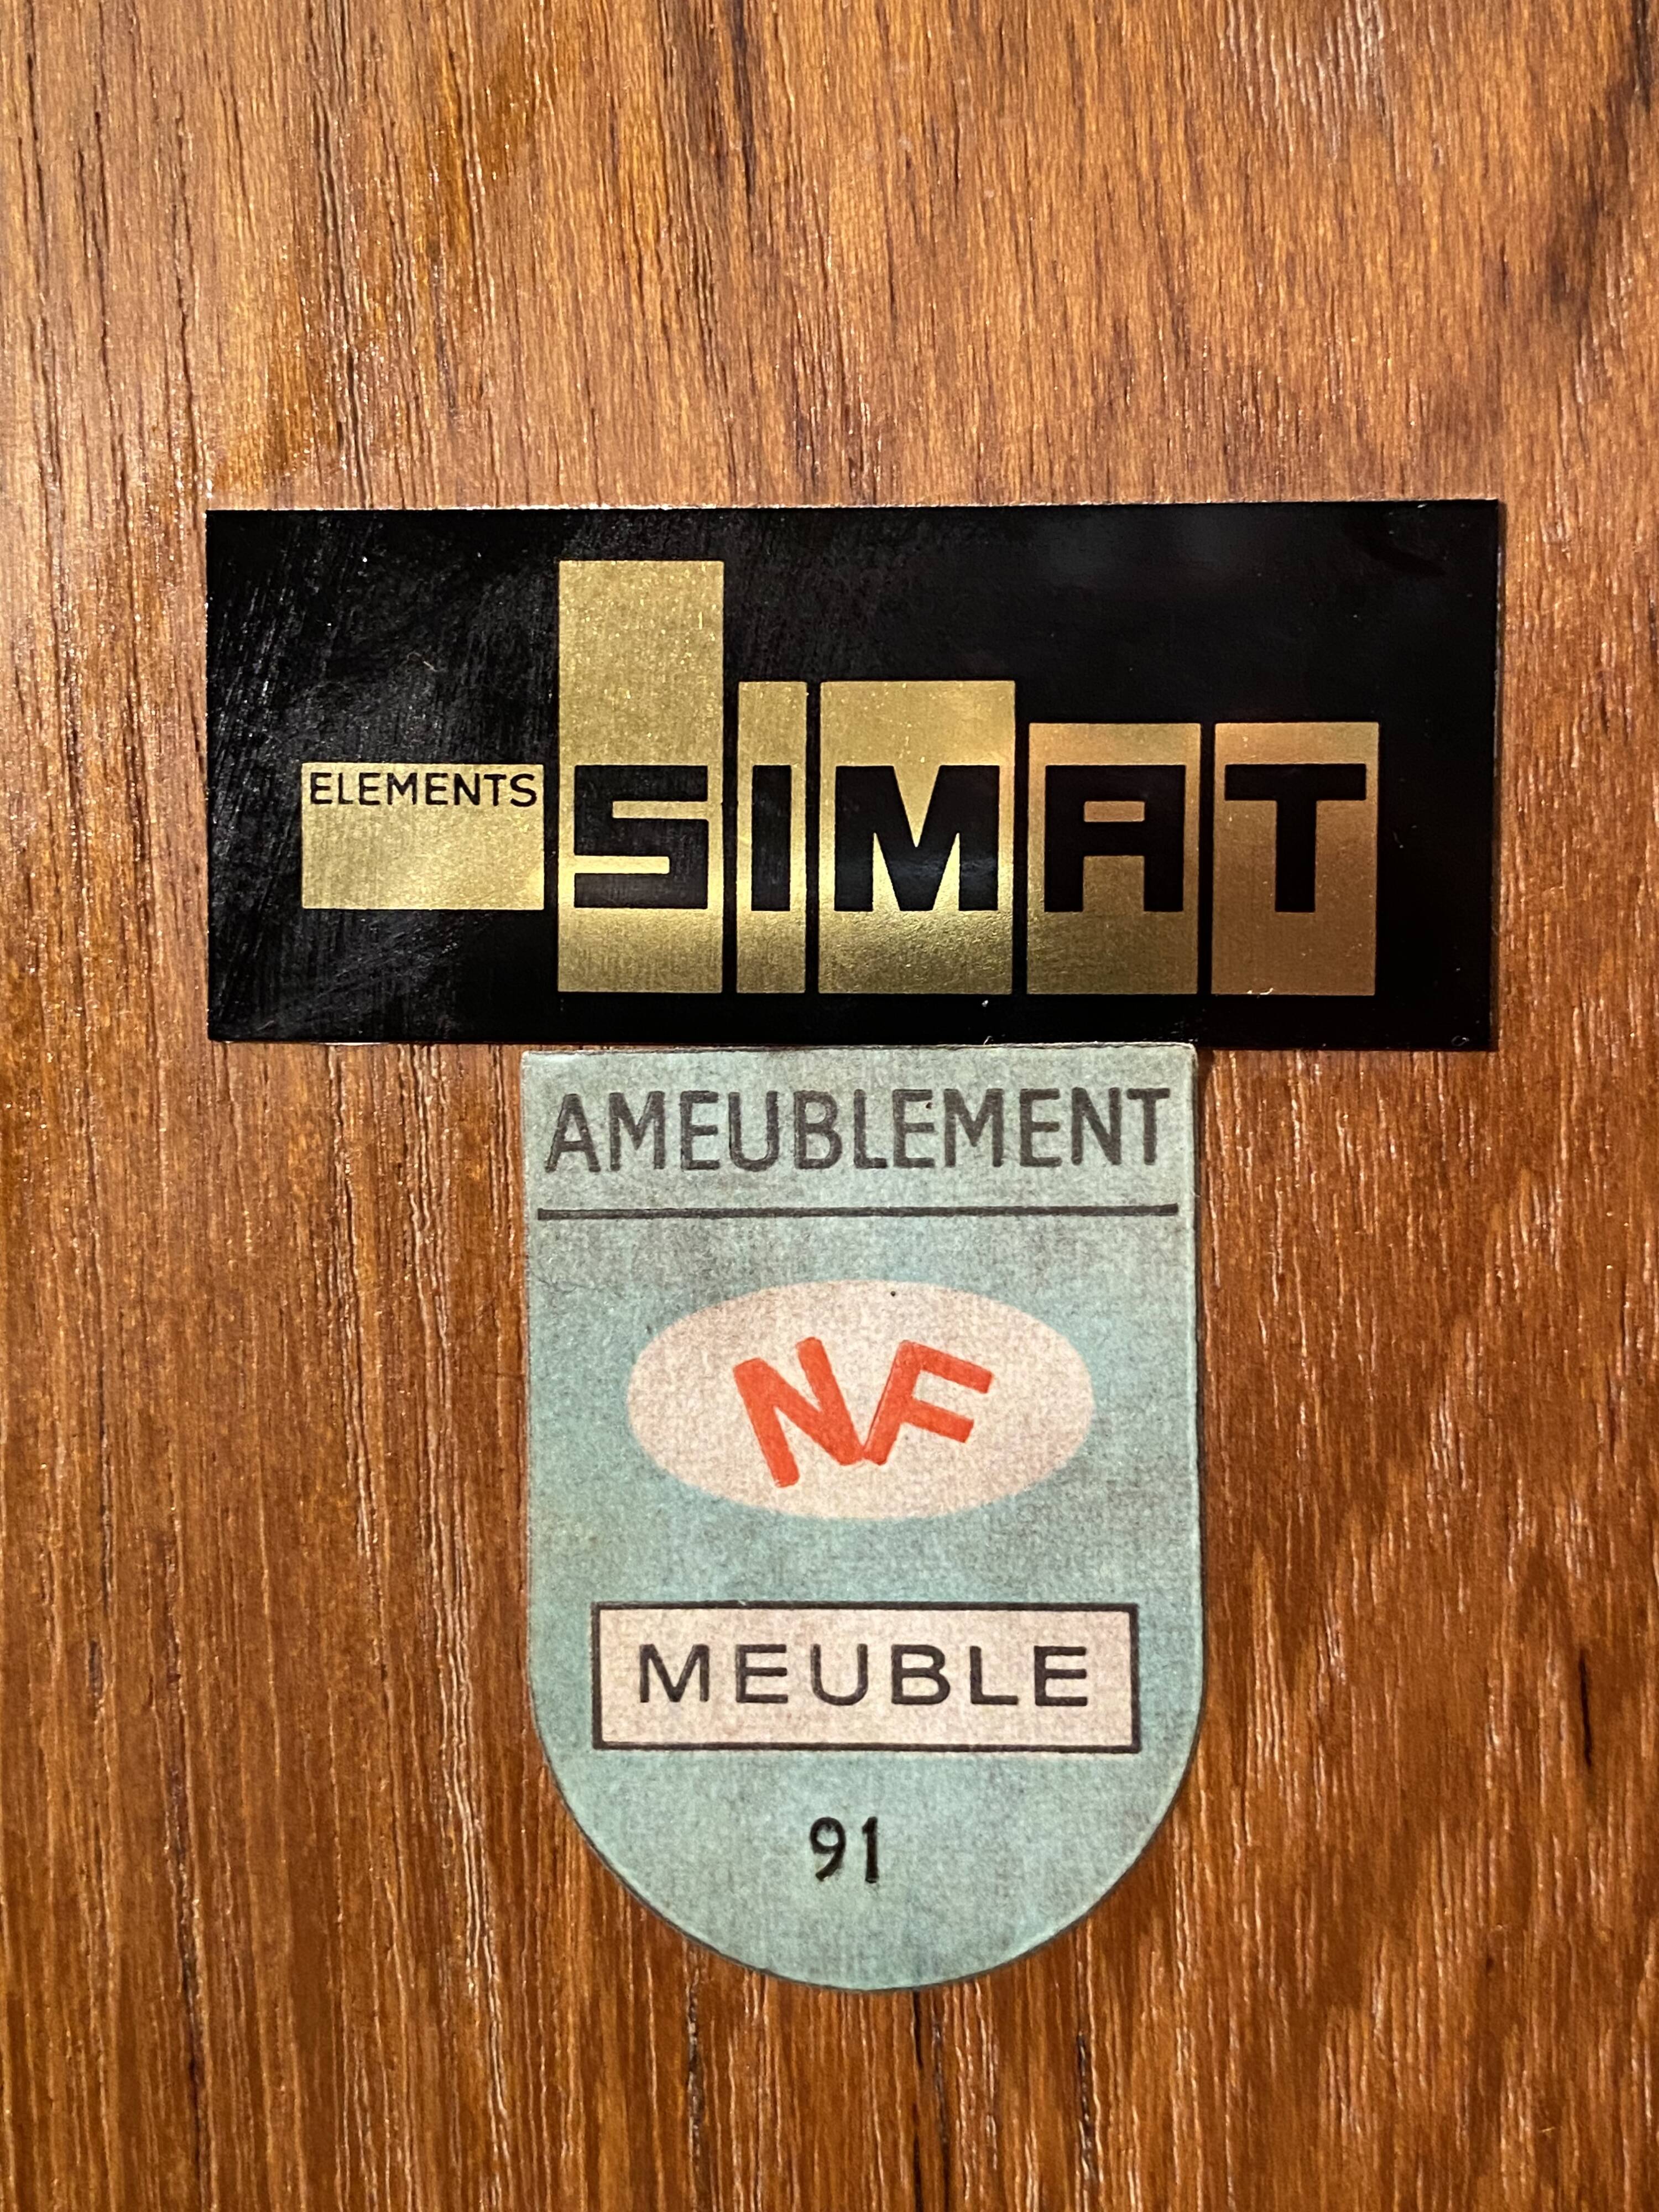 ELEMENTS SIMAT
AMEUBLEMENT
NF
MEUBLE
91